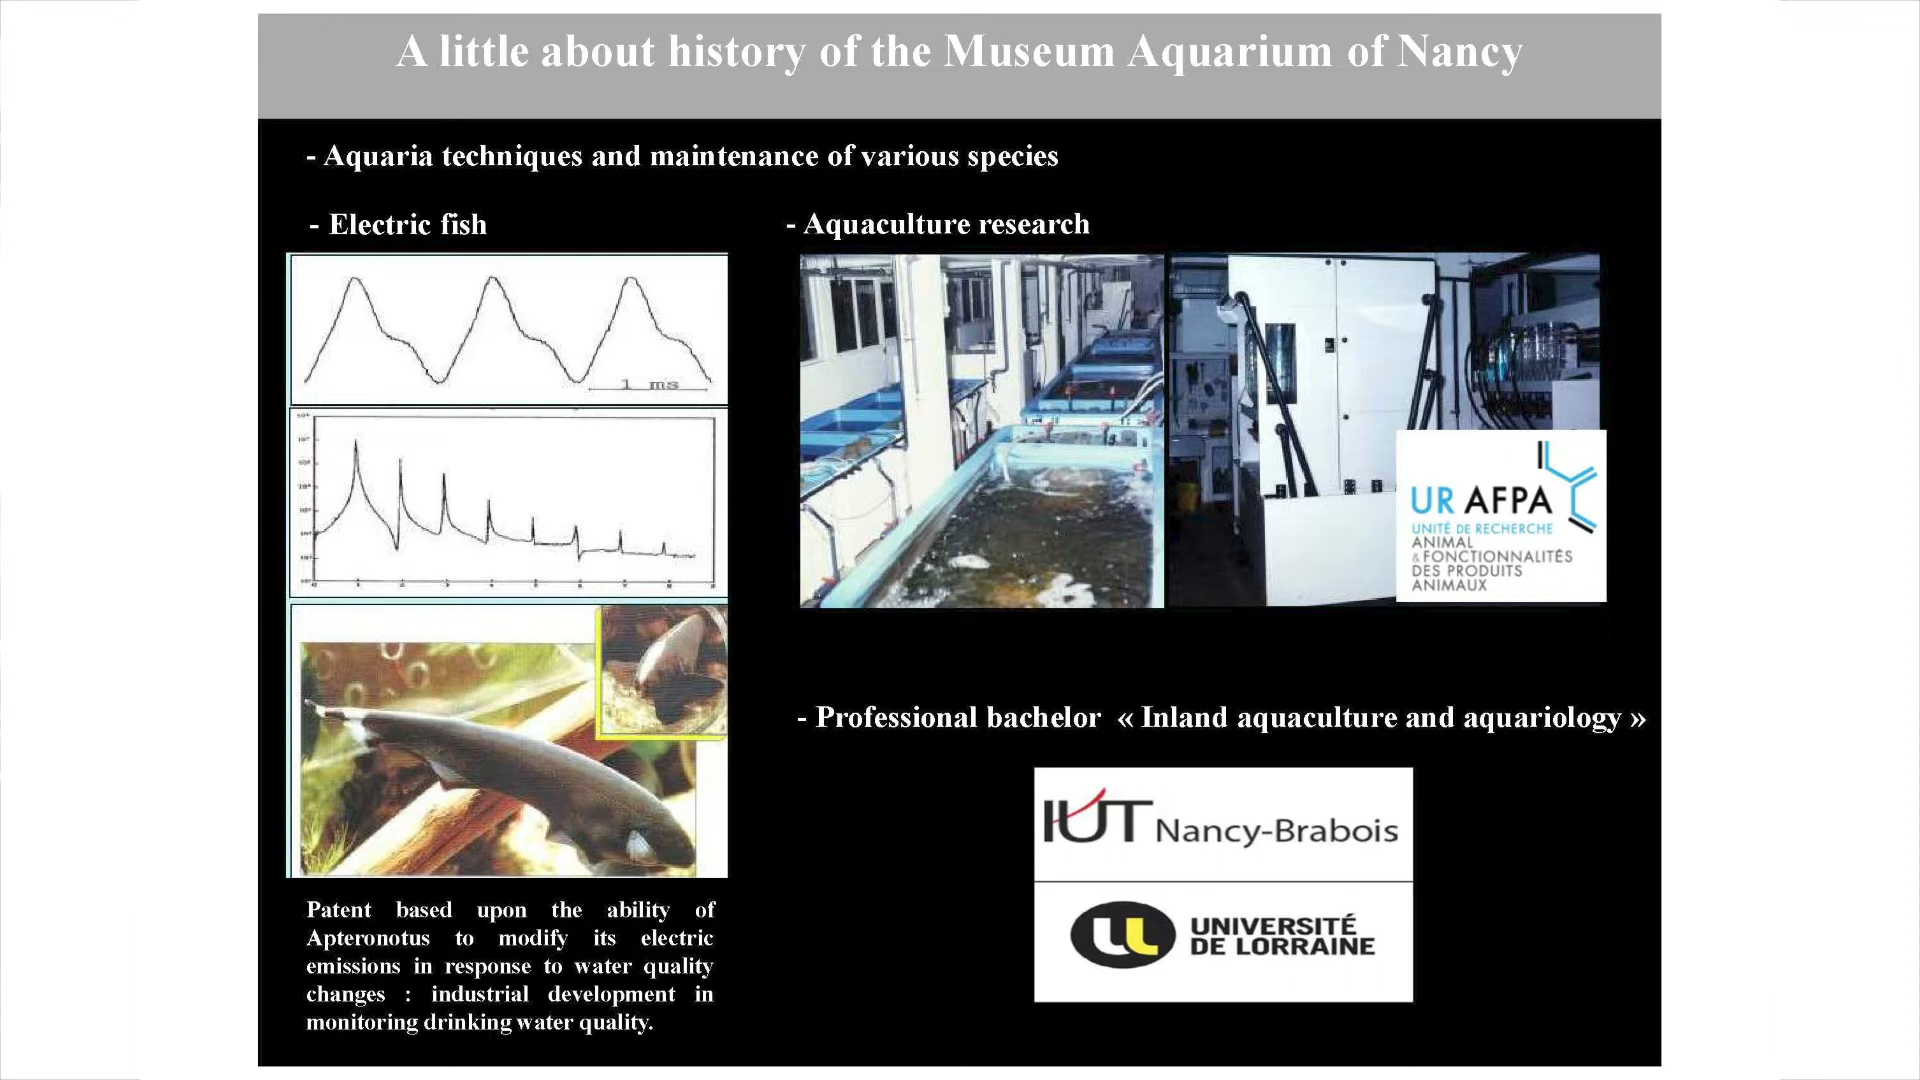 A little about history of the Museum Aquarium of Nancy
- Aquaria techniques and maintenance of various species
- Electric fish
- Aquaculture research
1 ms
UR AFPA
UNITÉ DE RECHERCHE
ANIMAL
& FONCTIONNALITÉS
DES PRODUITS
ANIMAUX
- Professional bachelor « Inland aquaculture and aquariology »
IUT Nancy-Brabois
UNIVERSITÉ
DE LORRAINE
Patent based upon the ability of
Apteronotus to modify its electric
emissions in response to water quality
changes : industrial development in
monitoring drinking water quality.